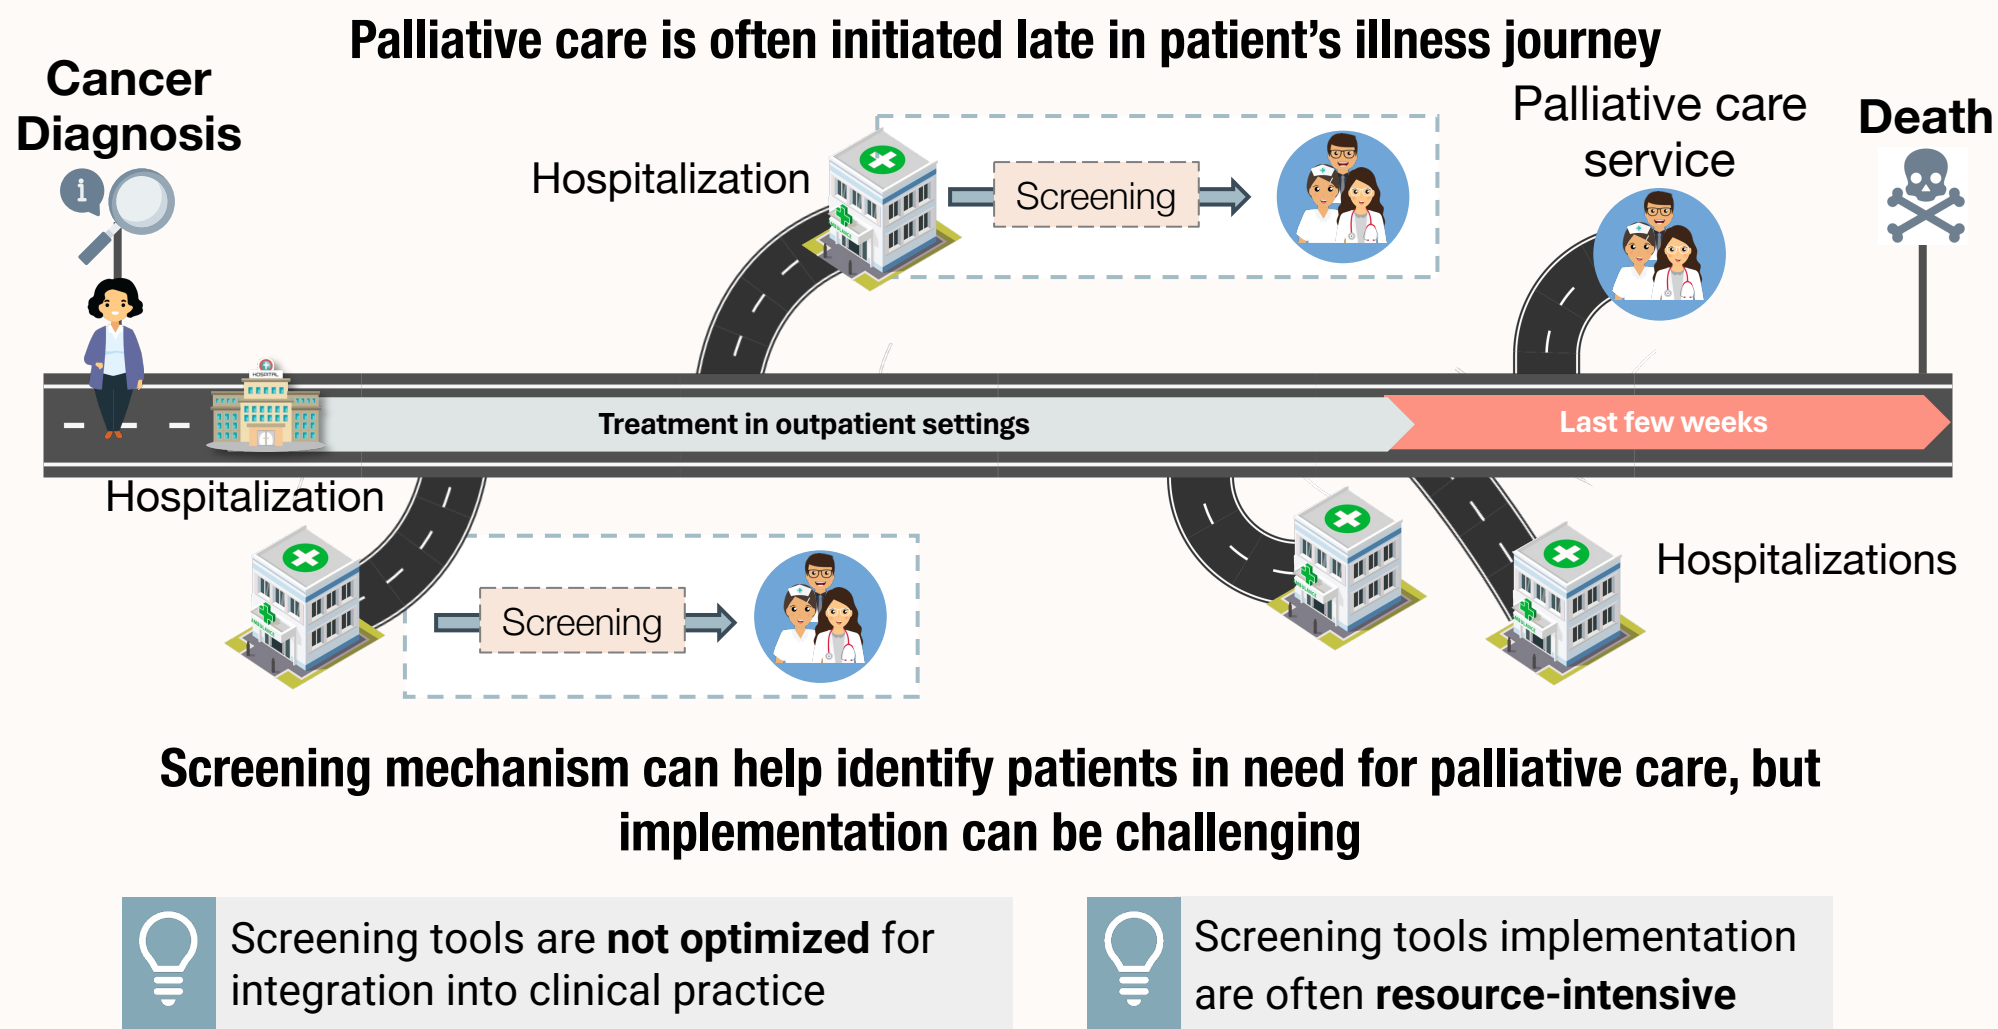 Palliative care is often initiated late in patient's illness journey
Cancer
Diagnosis
Hospitalization
Screening
Palliative care
service
Death
HOSPITAL
Treatment in outpatient settings
Last few weeks
Hospitalization
Screening
Hospitalizations
Screening mechanism can help identify patients in need for palliative care, but
implementation can be challenging
Screening tools are not optimized for
integration into clinical practice
Screening tools implementation
are often resource-intensive